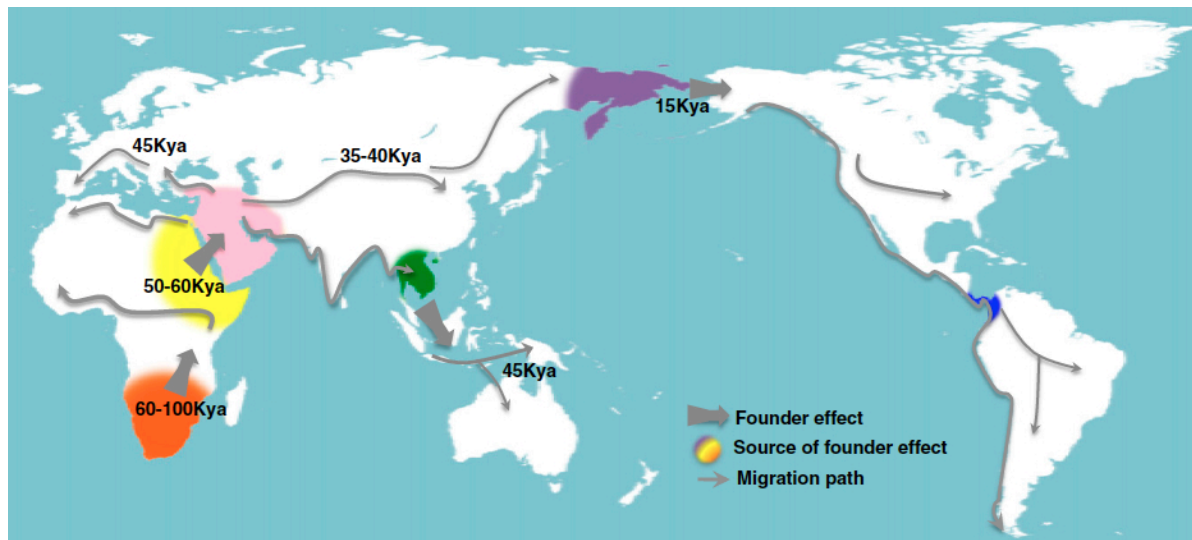 15Kya
45Kya
35-40Kya
50-60Kya
45Kya
60-100Kya
Founder effect
Source of founder effect
Migration path